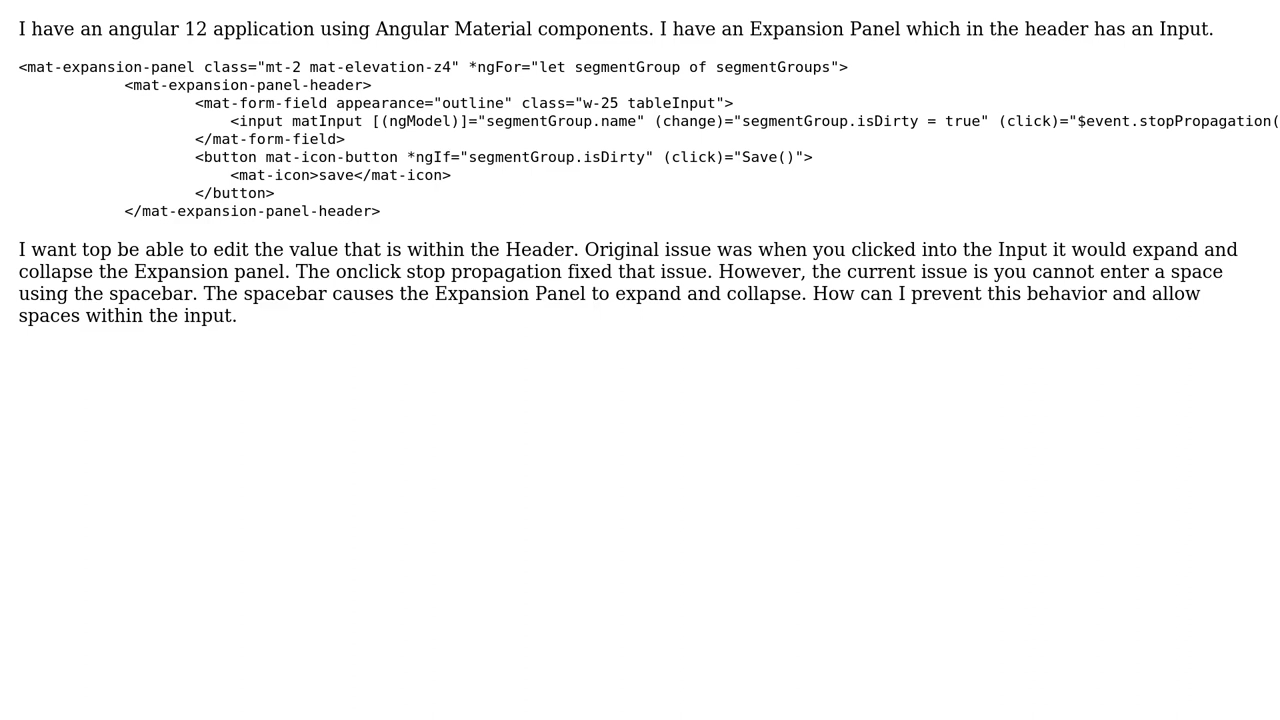 I have an angular 12 application using Angular Material components. I have an Expansion Panel which in the header has an Input.
<mat-expansion-panel class="mt-2 mat-elevation-z4" *ngFor="let segmentGroup of segmentGroups">
<mat-expansion-panel-header>
<mat-form-field appearance="outline" class="w-25 tableInput">
<input matInput [(ngModel)]="segmentGroup.name" (change)="segmentGroup.isDirty = true" (click)="$event.stopPropagation(
</mat-form-field>
<button mat-icon-button *ngIf="segmentGroup.isDirty" (click)="Save()">
<mat-icon>save</mat-icon>
</button>
</mat-expansion-panel-header>
I want top be able to edit the value that is within the Header. Original issue was when you clicked into the Input it would expand and
collapse the Expansion panel. The onclick stop propagation fixed that issue. However, the current issue is you cannot enter a space
using the spacebar. The spacebar causes the Expansion Panel to expand and collapse. How can I prevent this behavior and allow
spaces within the input.